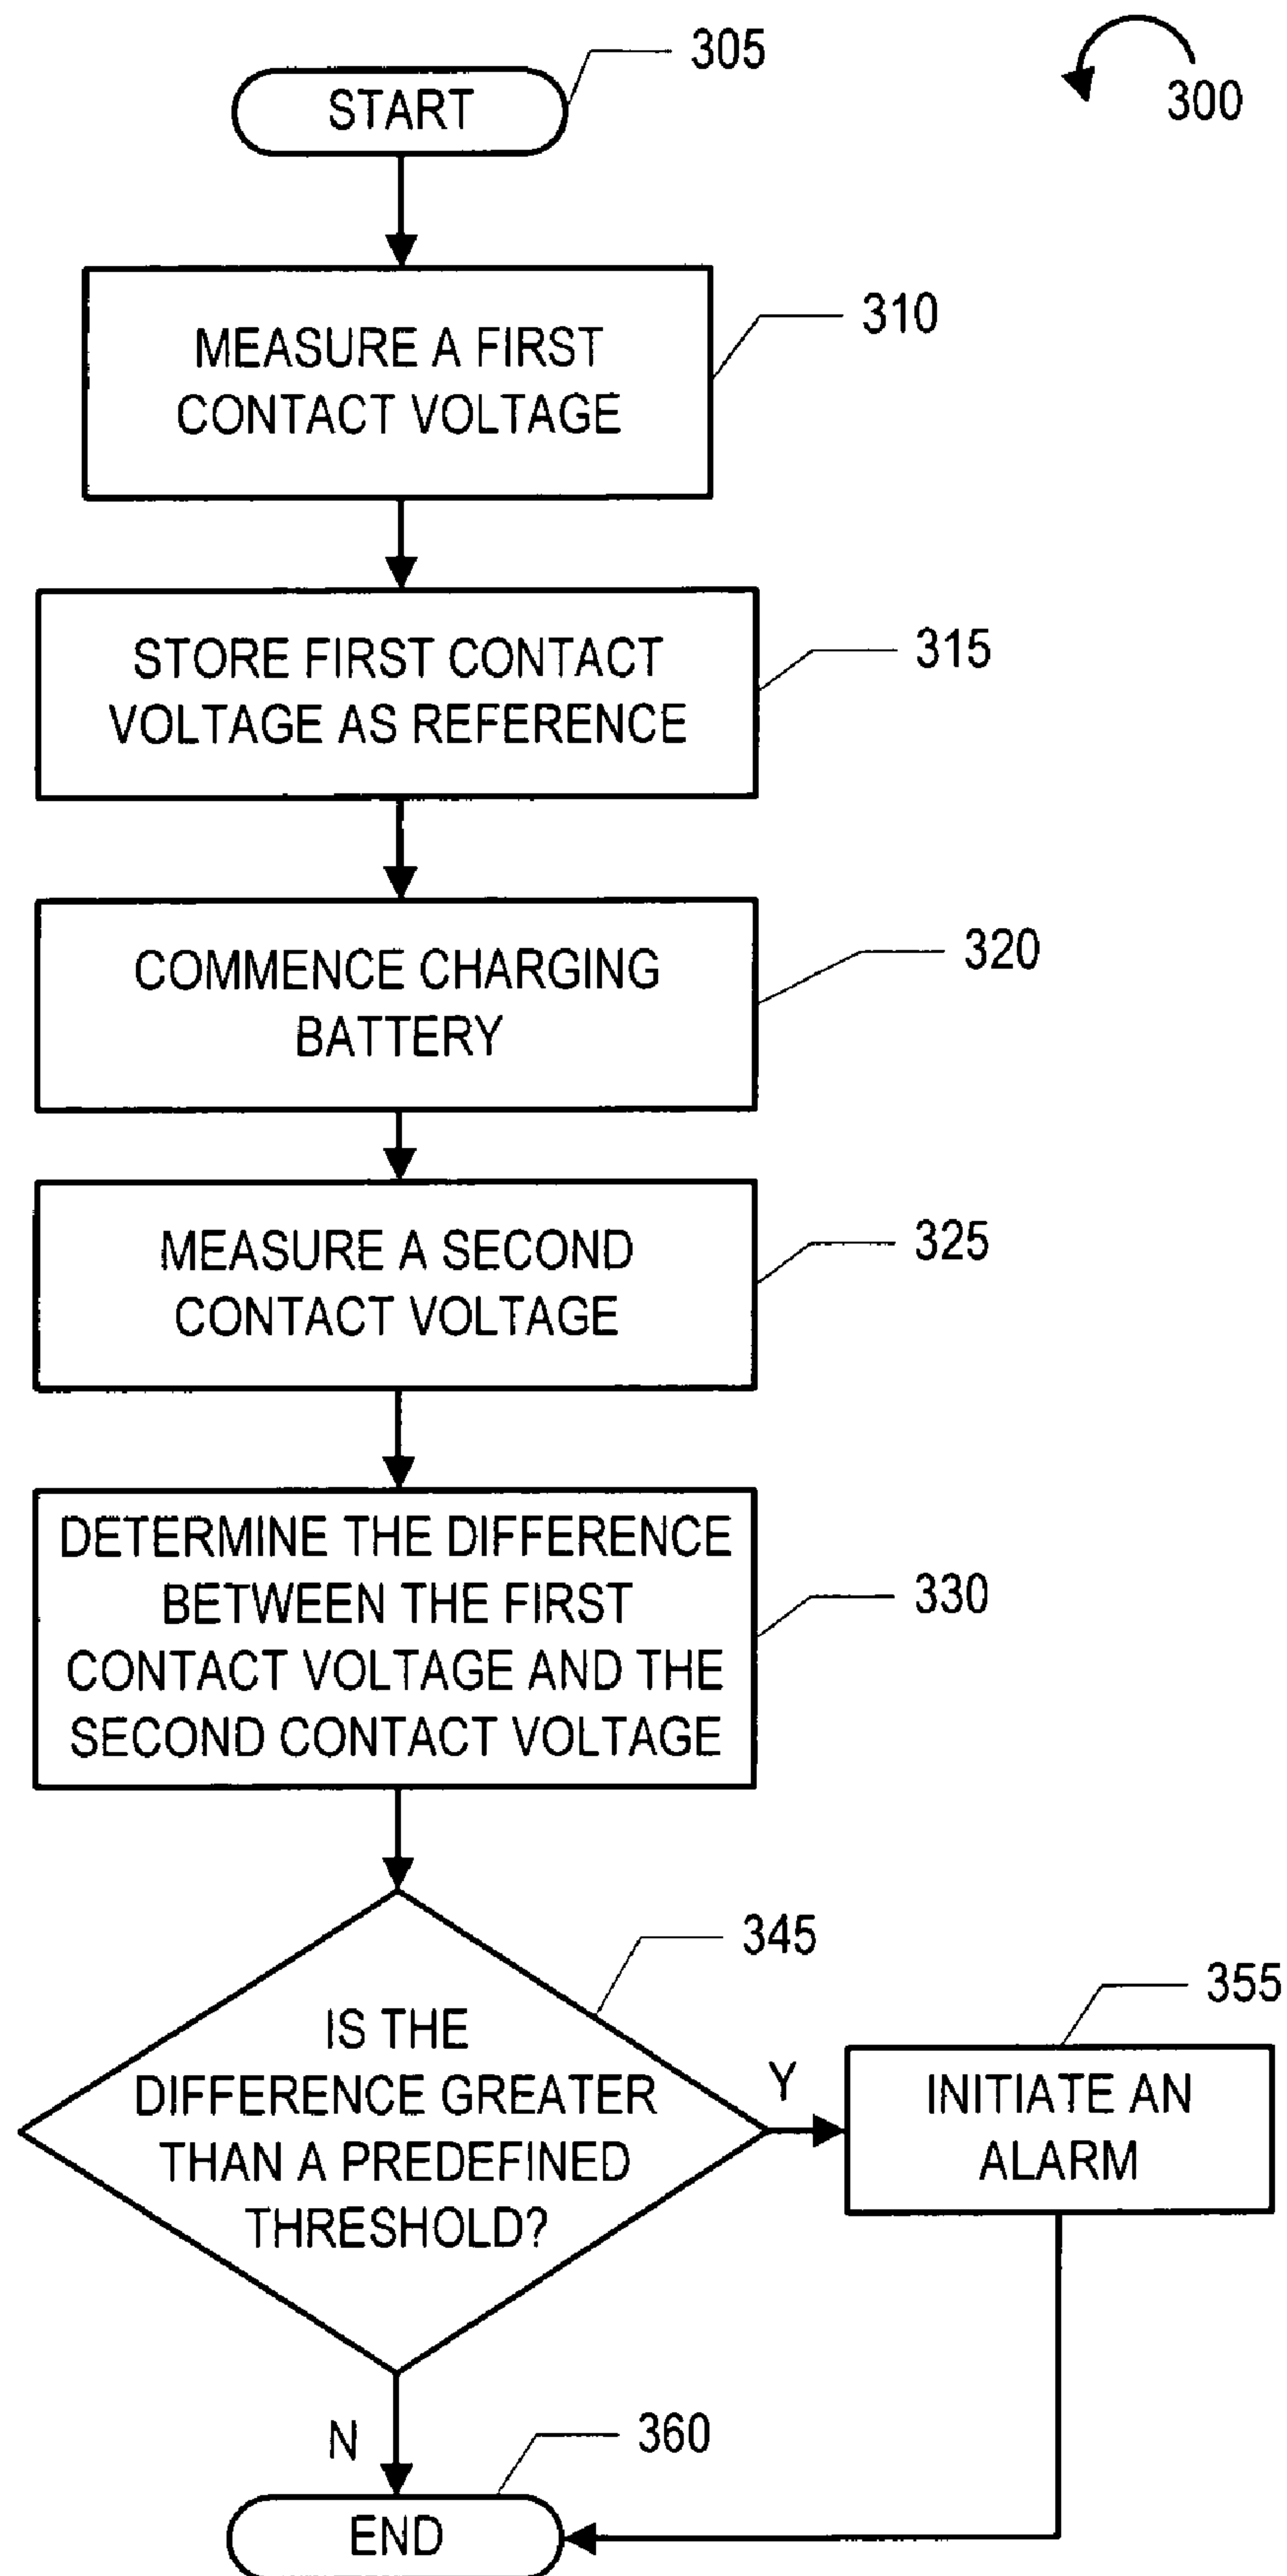 305
300
START
310
MEASURE A FIRST
CONTACT VOLTAGE
315
STORE FIRST CONTACT
VOLTAGE AS REFERENCE
320
COMMENCE CHARGING
BATTERY
325
MEASURE A SECOND
CONTACT VOLTAGE
330
DETERMINE THE DIFFERENCE
BETWEEN THE FIRST
CONTACT VOLTAGE AND THE
SECOND CONTACT VOLTAGE
345
IS THE
DIFFERENCE GREATER
THAN A PREDEFINED
THRESHOLD?
Y
355
INITIATE AN
ALARM
N
360
END